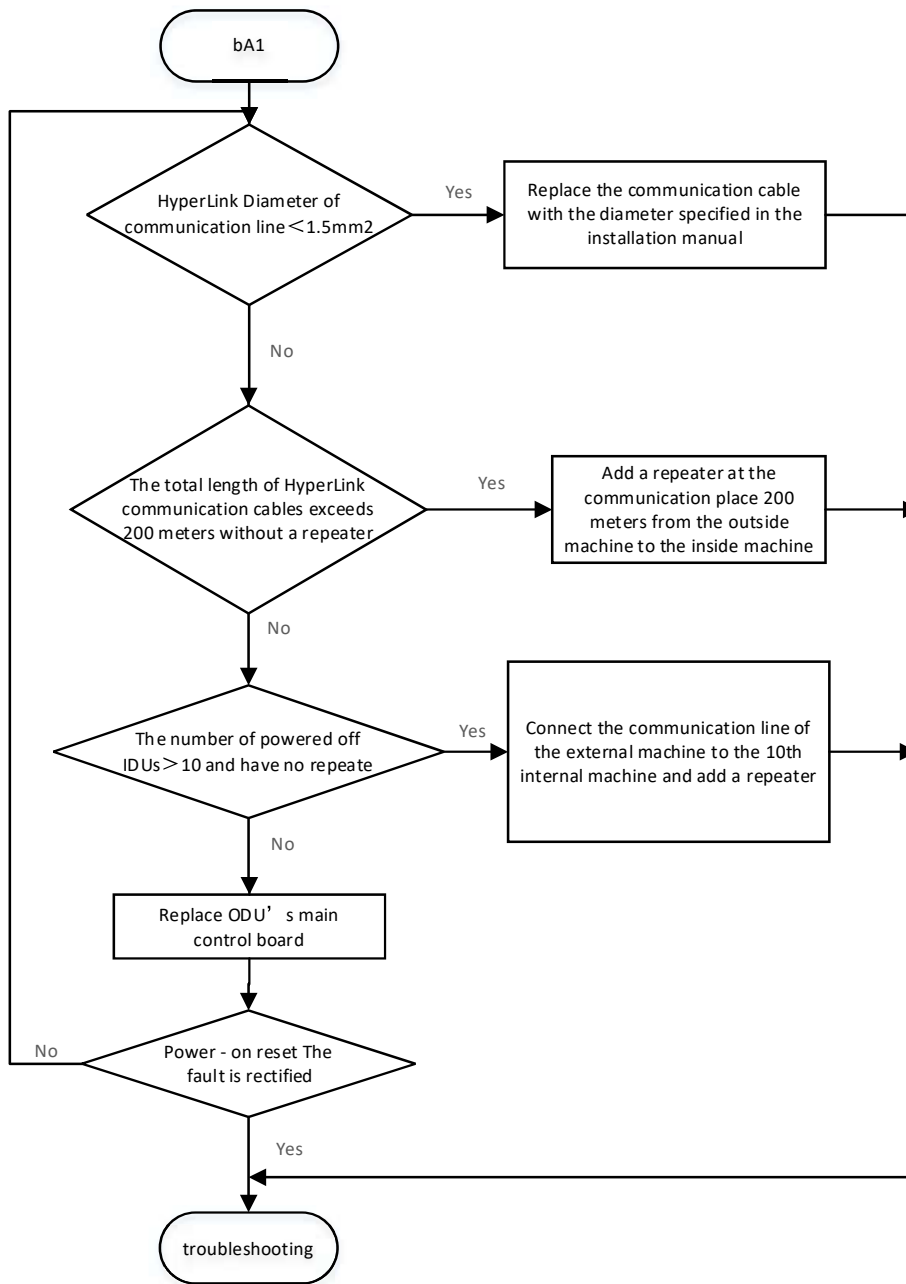 bA1
HyperLink Diameter of
communication line＜1.5mm2
Yes
Replace the communication cable
with the diameter specified in the
installation manual
No
The total length of HyperLink
communication cables exceeds
200 meters without a repeater
Yes
Add a repeater at the
communication place 200
meters from the outside
machine to the inside machine
No
The number of powered off
IDUs＞10 and have no repeate
Yes
Connect the communication line of
the external machine to the 10th
internal machine and add a repeater
No
Replace ODU’s main
control board
No
Power - on reset The
fault is rectified
Yes
troubleshooting